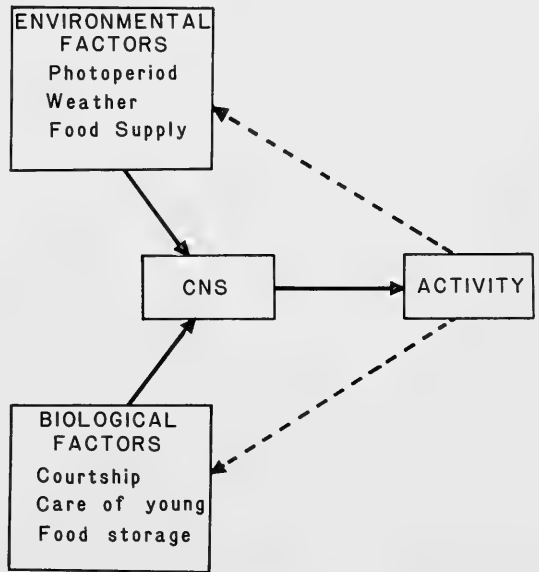 ENVIRONMENTAL
FACTORS
Photoperiod
Weather
Food Supply
CNS
ACTIVITY
BIOLOGICAL
FACTORS
Courtship
Care of young
Food storage